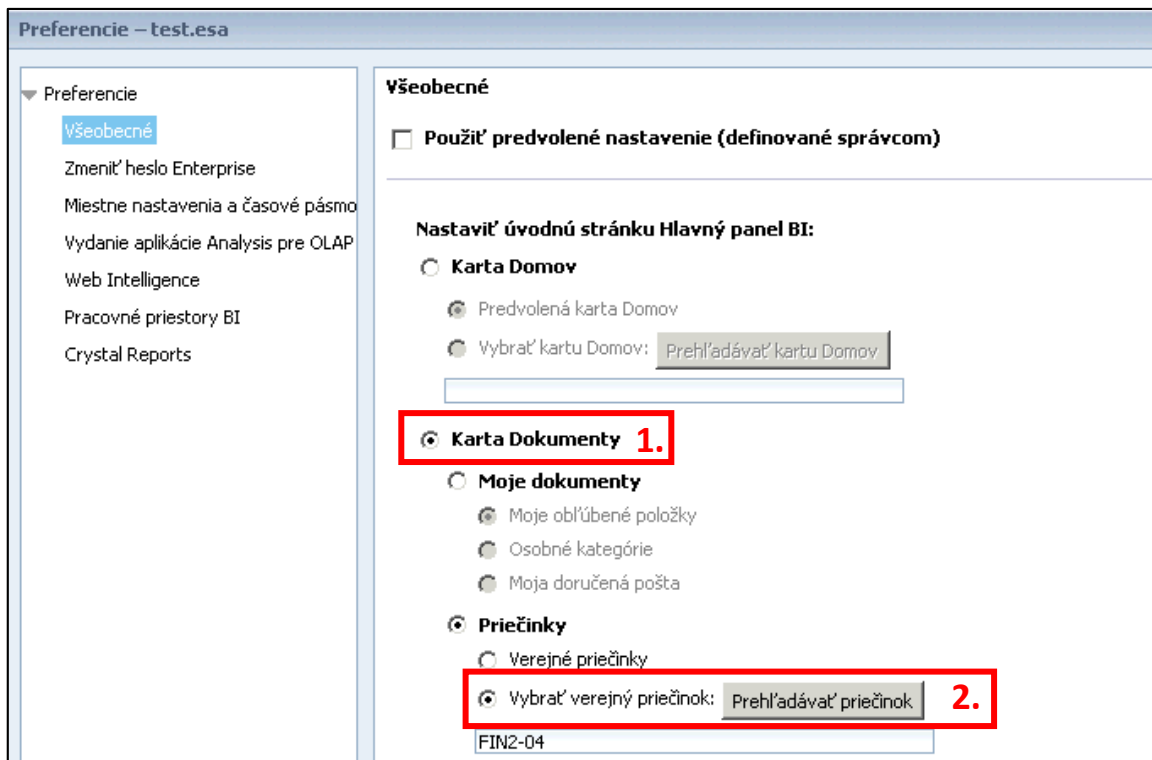 Preferencie – test.esa
Preferencie
Všeobecné
Zmeniť heslo Enterprise
Miestne nastavenia a časové pásmo
Vydanie aplikácie Analysis pre OLAP
Web Intelligence
Pracovné priestory BI
Crystal Reports
Všeobecné
Použiť predvolené nastavenie (definované správcom)
Nastaviť úvodnú stránku Hlavný panel BI:
Karta Domov
Predvolená karta Domov
Vybrať kartu Domov: Prehľadávať kartu Domov
Karta Dokumenty 1.
Moje dokumenty
Moje obľúbené položky
Osobné kategórie
Moja doručená pošta
Priečinky
Verejné priečinky
Vybrať verejný priečinok: Prehľadávať priečinok 2.
FIN2-04